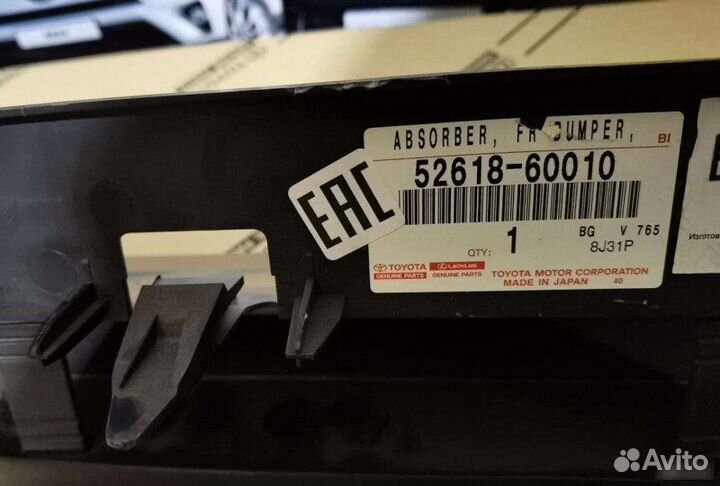 ABSORBER, FR BUMPER,
BI
52618-60010
EAC
QTY: 1
BG V 765
8J31P
TOYOTA
GENUINE PARTS
LEXUS
GENUINE PARTS
TOYOTA MOTOR CORPORATION
MADE IN JAPAN 40
Изготов
Avito